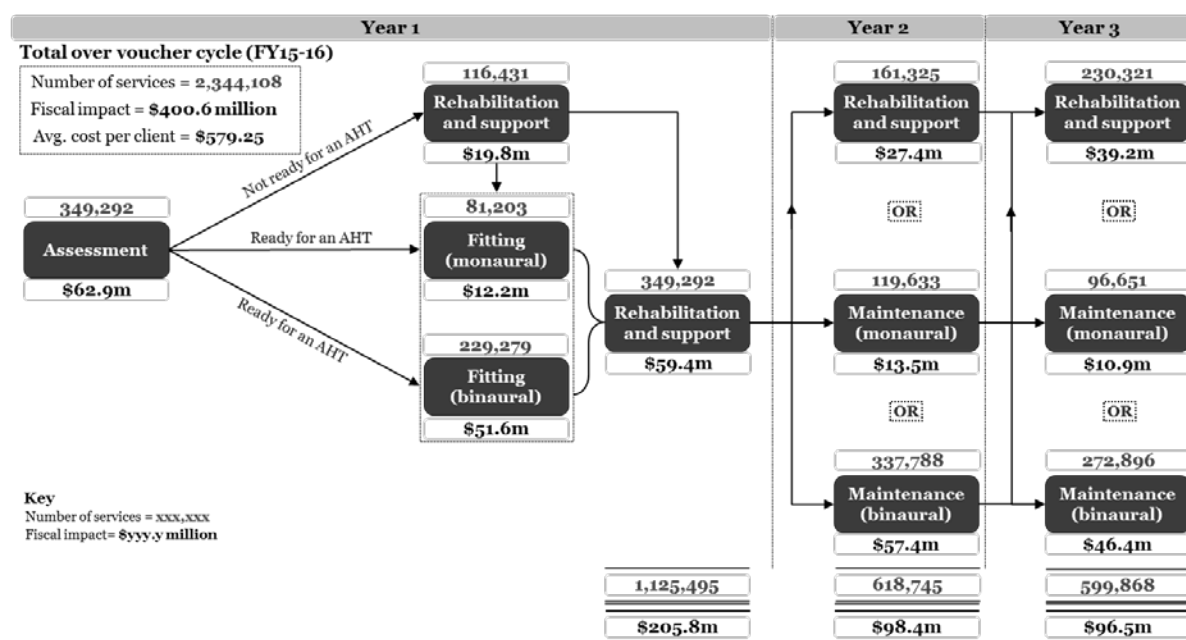 Year 1
Year 2
Year 3
Total over voucher cycle (FY15-16)
Number of services = 2,344,108
Fiscal impact = $400.6 million
Avg. cost per client = $579.25
349,292
Assessment
$62.9m
Not ready for an AHT
Ready for an AHT
Ready for an AHT
116,431
Rehabilitation
and support
$19.8m
81,203
Fitting
(monaural)
$12.2m
229,279
Fitting
(binaural)
$51.6m
349,292
Rehabilitation
and support
$59.4m
161,325
Rehabilitation
and support
$27.4m
OR
119,633
Maintenance
(monaural)
$13.5m
OR
337,788
Maintenance
(binaural)
$57.4m
230,321
Rehabilitation
and support
$39.2m
OR
96,651
Maintenance
(monaural)
$10.9m
OR
272,896
Maintenance
(binaural)
$46.4m
Key
Number of services = xxx,xxx
Fiscal impact= $yyy.y million
1,125,495
618,745
599,868
$205.8m
$98.4m
$96.5m